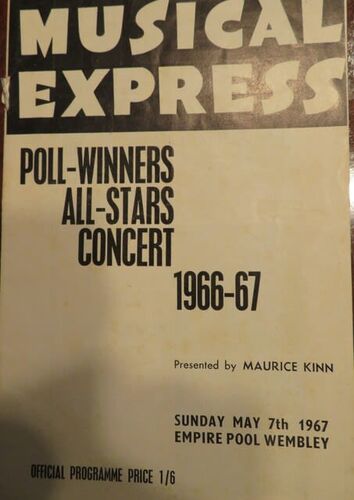 MUSICAL
EXPRESS
POLL-WINNERS
ALL-STARS
CONCERT
1966-67
Presented by MAURICE KINN
SUNDAY MAY 7th 1967
EMPIRE POOL WEMBLEY
OFFICIAL PROGRAMME PRICE 1/6